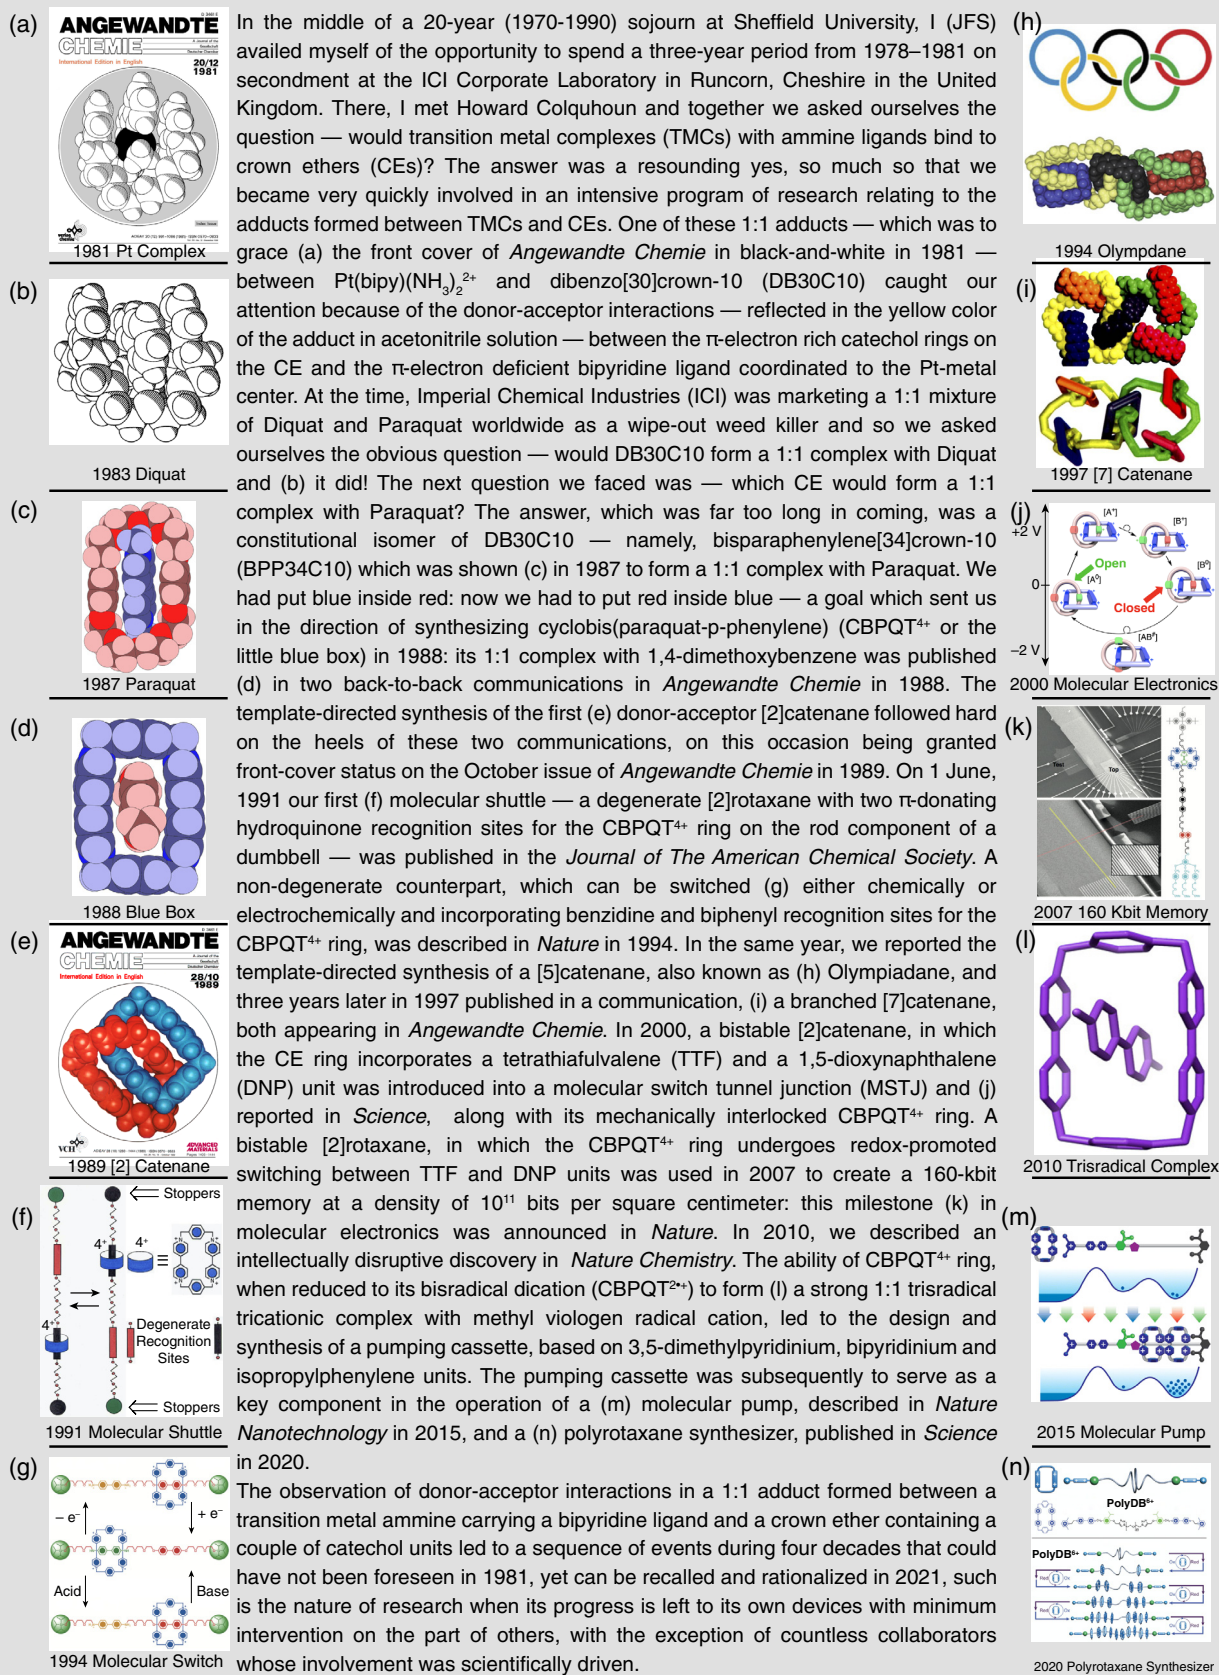 (a)
ANGEWANDTE
CHEMIE
A Journal of the
Gesellschaft
Deutscher Chemiker
International Edition in English
20/12
1981
1981 Pt Complex
(b)
1983 Diquat
(c)
1987 Paraquat
(d)
1988 Blue Box
(e)
ANGEWANDTE
CHEMIE
A Journal of the
Gesellschaft
Deutscher Chemiker
International Edition in English
28/10
1989
VCH
ADVANCED
MATERIALS
1989 [2] Catenane
(f)
Stoppers
4+
4+
≡
4+
Degenerate
Recognition
Sites
Stoppers
1991 Molecular Shuttle
(g)
– e⁻
+ e⁻
Acid
Base
1994 Molecular Switch
In the middle of a 20-year (1970-1990) sojourn at Sheffield University, I (JFS)
availed myself of the opportunity to spend a three-year period from 1978–1981 on
secondment at the ICI Corporate Laboratory in Runcorn, Cheshire in the United
Kingdom. There, I met Howard Colquhoun and together we asked ourselves the
question — would transition metal complexes (TMCs) with ammine ligands bind to
crown ethers (CEs)? The answer was a resounding yes, so much so that we
became very quickly involved in an intensive program of research relating to the
adducts formed between TMCs and CEs. One of these 1:1 adducts — which was to
grace (a) the front cover of Angewandte Chemie in black-and-white in 1981 —
between Pt(bipy)(NH₃)₂²⁺ and dibenzo[30]crown-10 (DB30C10) caught our
attention because of the donor-acceptor interactions — reflected in the yellow color
of the adduct in acetonitrile solution — between the π-electron rich catechol rings on
the CE and the π-electron deficient bipyridine ligand coordinated to the Pt-metal
center. At the time, Imperial Chemical Industries (ICI) was marketing a 1:1 mixture
of Diquat and Paraquat worldwide as a wipe-out weed killer and so we asked
ourselves the obvious question — would DB30C10 form a 1:1 complex with Diquat
and (b) it did! The next question we faced was — which CE would form a 1:1
complex with Paraquat? The answer, which was far too long in coming, was a
constitutional isomer of DB30C10 — namely, bisparaphenylene[34]crown-10
(BPP34C10) which was shown (c) in 1987 to form a 1:1 complex with Paraquat. We
had put blue inside red: now we had to put red inside blue — a goal which sent us
in the direction of synthesizing cyclobis(paraquat-p-phenylene) (CBPQT⁴⁺ or the
little blue box) in 1988: its 1:1 complex with 1,4-dimethoxybenzene was published
(d) in two back-to-back communications in Angewandte Chemie in 1988. The
template-directed synthesis of the first (e) donor-acceptor [2]catenane followed hard
on the heels of these two communications, on this occasion being granted
front-cover status on the October issue of Angewandte Chemie in 1989. On 1 June,
1991 our first (f) molecular shuttle — a degenerate [2]rotaxane with two π-donating
hydroquinone recognition sites for the CBPQT⁴⁺ ring on the rod component of a
dumbbell — was published in the Journal of The American Chemical Society. A
non-degenerate counterpart, which can be switched (g) either chemically or
electrochemically and incorporating benzidine and biphenyl recognition sites for the
CBPQT⁴⁺ ring, was described in Nature in 1994. In the same year, we reported the
template-directed synthesis of a [5]catenane, also known as (h) Olympiadane, and
three years later in 1997 published in a communication, (i) a branched [7]catenane,
both appearing in Angewandte Chemie. In 2000, a bistable [2]catenane, in which
the CE ring incorporates a tetrathiafulvalene (TTF) and a 1,5-dioxynaphthalene
(DNP) unit was introduced into a molecular switch tunnel junction (MSTJ) and (j)
reported in Science, along with its mechanically interlocked CBPQT⁴⁺ ring. A
bistable [2]rotaxane, in which the CBPQT⁴⁺ ring undergoes redox-promoted
switching between TTF and DNP units was used in 2007 to create a 160-kbit
memory at a density of 10¹¹ bits per square centimeter: this milestone (k) in
molecular electronics was announced in Nature. In 2010, we described an
intellectually disruptive discovery in Nature Chemistry. The ability of CBPQT⁴⁺ ring,
when reduced to its bisradical dication (CBPQT²•⁺) to form (l) a strong 1:1 trisradical
tricationic complex with methyl viologen radical cation, led to the design and
synthesis of a pumping cassette, based on 3,5-dimethylpyridinium, bipyridinium and
isopropylphenylene units. The pumping cassette was subsequently to serve as a
key component in the operation of a (m) molecular pump, described in Nature
Nanotechnology in 2015, and a (n) polyrotaxane synthesizer, published in Science
in 2020.
The observation of donor-acceptor interactions in a 1:1 adduct formed between a
transition metal ammine carrying a bipyridine ligand and a crown ether containing a
couple of catechol units led to a sequence of events during four decades that could
have not been foreseen in 1981, yet can be recalled and rationalized in 2021, such
is the nature of research when its progress is left to its own devices with minimum
intervention on the part of others, with the exception of countless collaborators
whose involvement was scientifically driven.
(h)
1994 Olympdane
(i)
1997 [7] Catenane
(j)
+2 V
0
–2 V
[A⁺]
[B⁺]
Open
[A⁰]
[B⁰]
Closed
2000 Molecular Electronics
(k)
Test
Top
2007 160 Kbit Memory
(l)
2010 Trisradical Complex
(m)
2015 Molecular Pump
(n)
PolyDB⁶⁺
PolyDB⁶⁺
Ox
Red
Red
Ox
Ox
Red
Red
Ox
Ox
Red
2020 Polyrotaxane Synthesizer